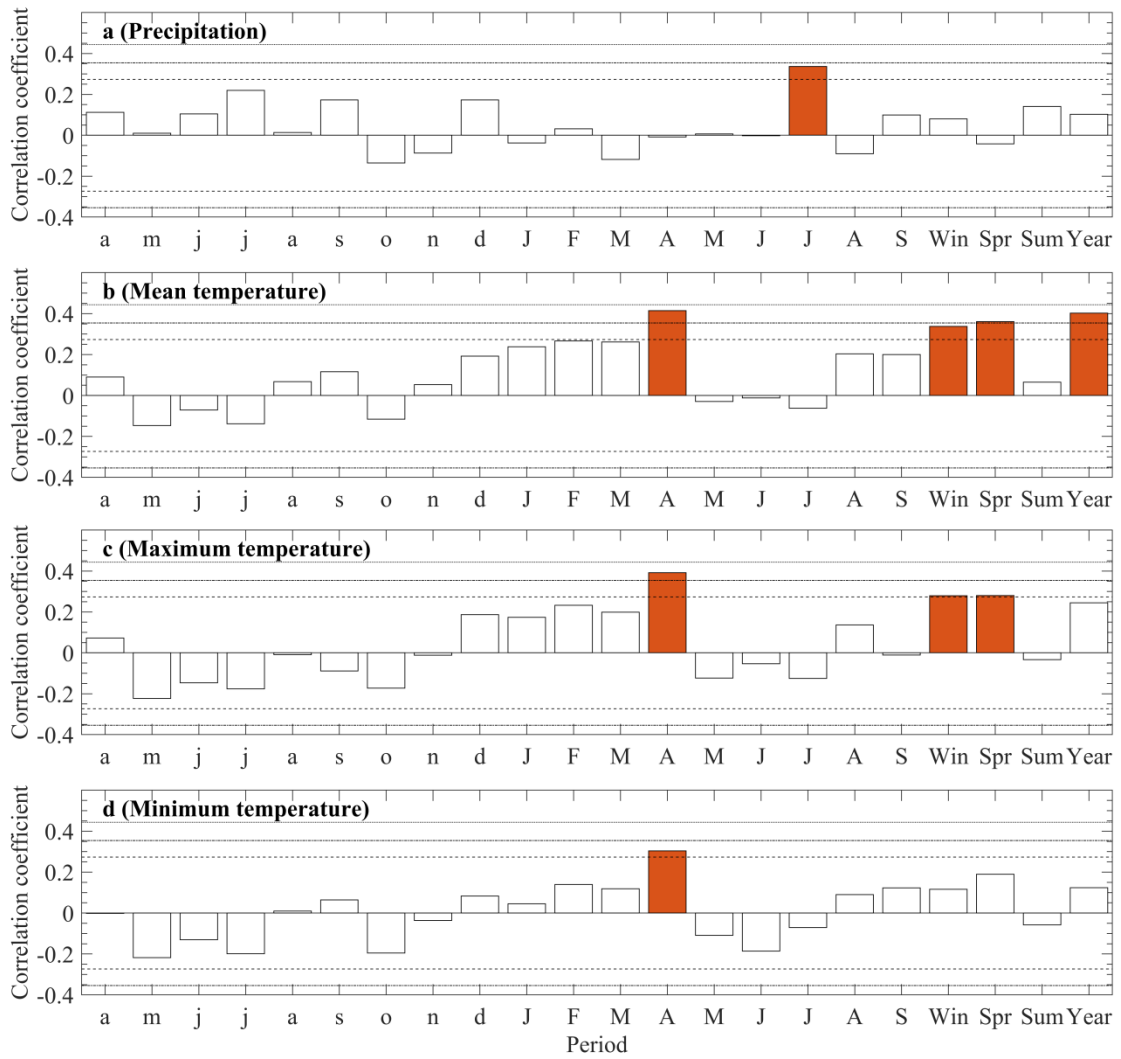 a (Precipitation)
Correlation coefficient
0.4
0.2
0
-0.2
-0.4
a m j j a s o n d J F M A M J J A S Win Spr Sum Year
b (Mean temperature)
Correlation coefficient
0.4
0.2
0
-0.2
-0.4
a m j j a s o n d J F M A M J J A S Win Spr Sum Year
c (Maximum temperature)
Correlation coefficient
0.4
0.2
0
-0.2
-0.4
a m j j a s o n d J F M A M J J A S Win Spr Sum Year
d (Minimum temperature)
Correlation coefficient
0.4
0.2
0
-0.2
-0.4
a m j j a s o n d J F M A M J J A S Win Spr Sum Year
Period